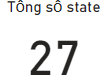 Tổng số state
27